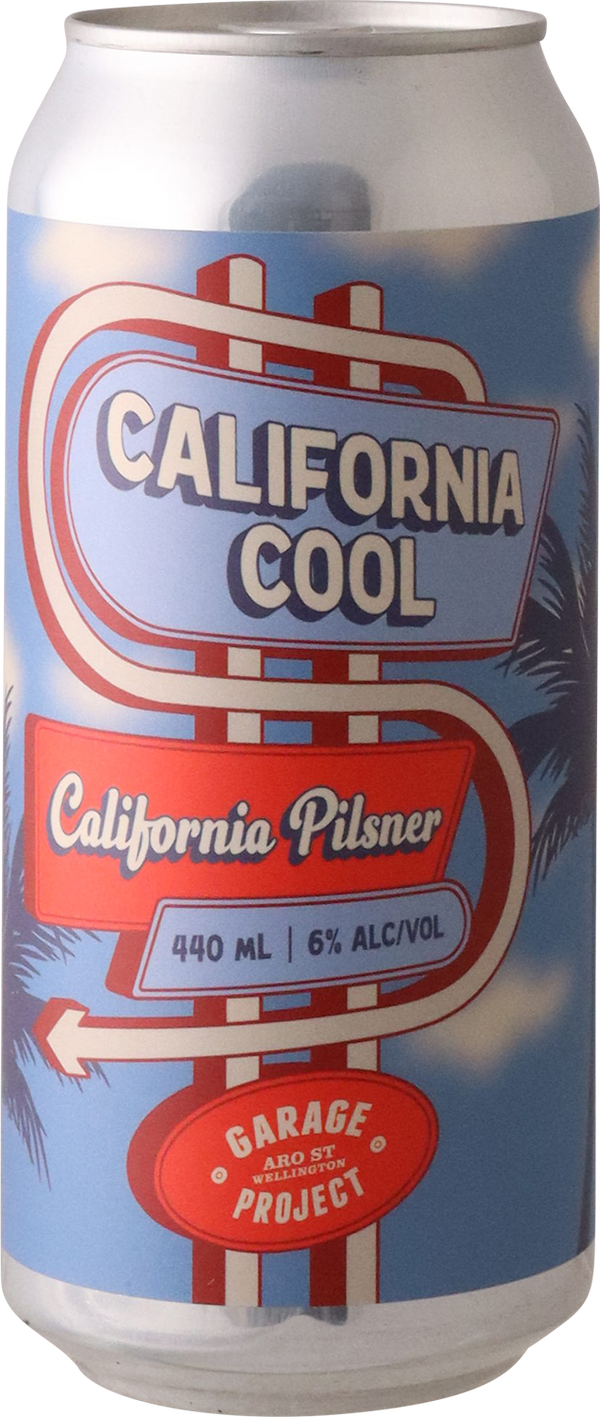 CALIFORNIA
COOL
California Pilsner
440 ML | 6% ALC/VOL
GARAGE
ARO ST
WELLINGTON
PROJECT